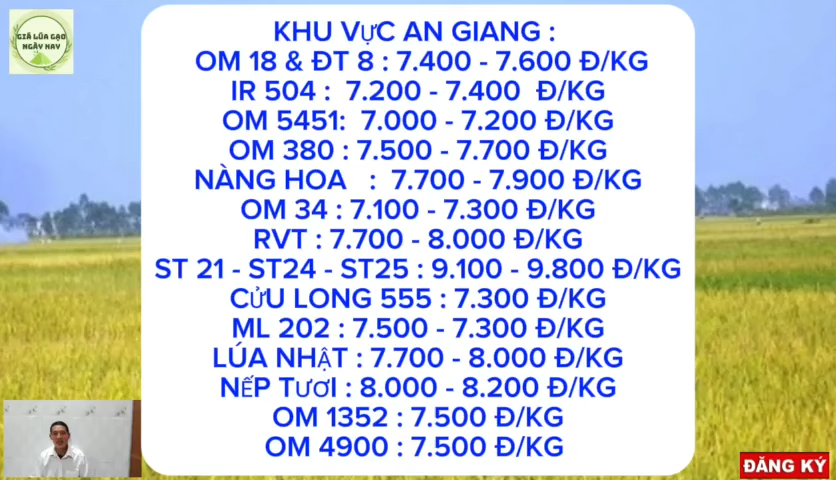 GIÁ LÚA GẠO
NGÀY NAY
KHU VỰC AN GIANG :
OM 18 & ĐT 8 : 7.400 - 7.600 Đ/KG
IR 504 : 7.200 - 7.400 Đ/KG
OM 5451: 7.000 - 7.200 Đ/KG
OM 380 : 7.500 - 7.700 Đ/KG
NÀNG HOA : 7.700 - 7.900 Đ/KG
OM 34 : 7.100 - 7.300 Đ/KG
RVT : 7.700 - 8.000 Đ/KG
ST 21 - ST24 - ST25 : 9.100 - 9.800 Đ/KG
CỬU LONG 555 : 7.300 Đ/KG
ML 202 : 7.500 - 7.300 Đ/KG
LÚA NHẬT : 7.700 - 8.000 Đ/KG
NẾP TƯƠI : 8.000 - 8.200 Đ/KG
OM 1352 : 7.500 Đ/KG
OM 4900 : 7.500 Đ/KG
ĐĂNG KÝ